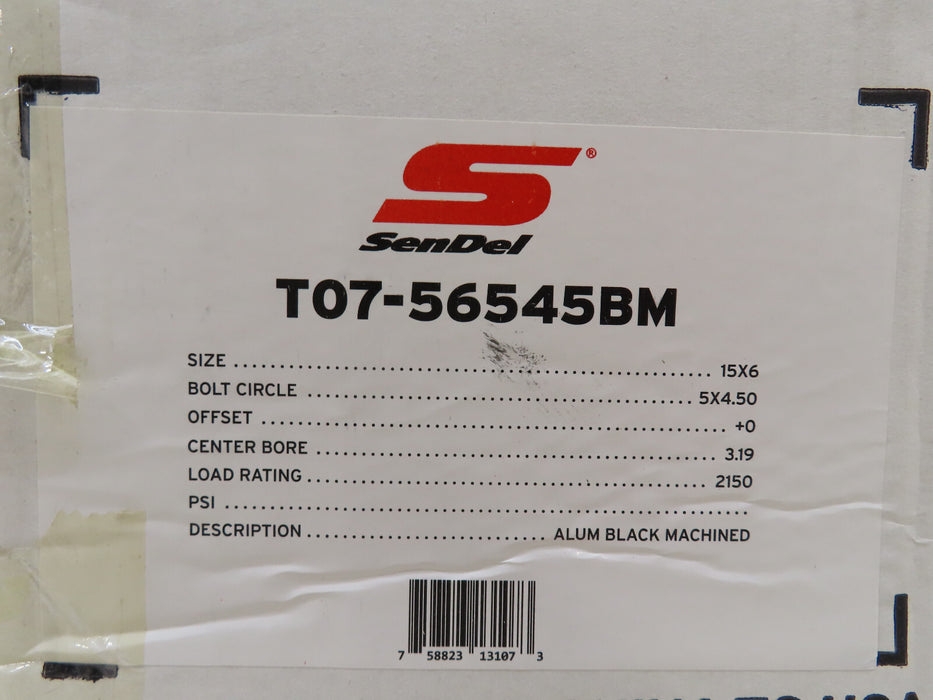 S®
SenDel
T07-56545BM
SIZE ........................................................ 15X6
BOLT CIRCLE ............................................. 5X4.50
OFFSET ...................................................... +0
CENTER BORE .............................................. 3.19
LOAD RATING .............................................. 2150
PSI ...............................................................
DESCRIPTION .......................... ALUM BLACK MACHINED
7 58823 13107 3